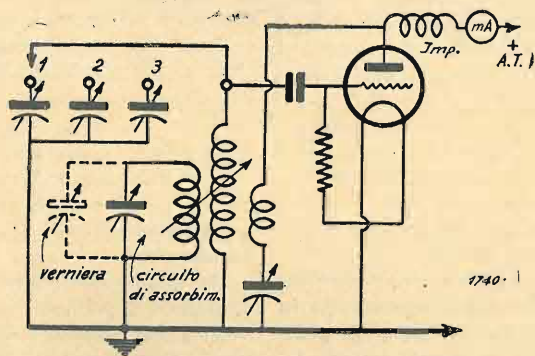 1 2 3
Imp.
mA
+
A.T.
verniera
circuito
di assorbim.
1740.